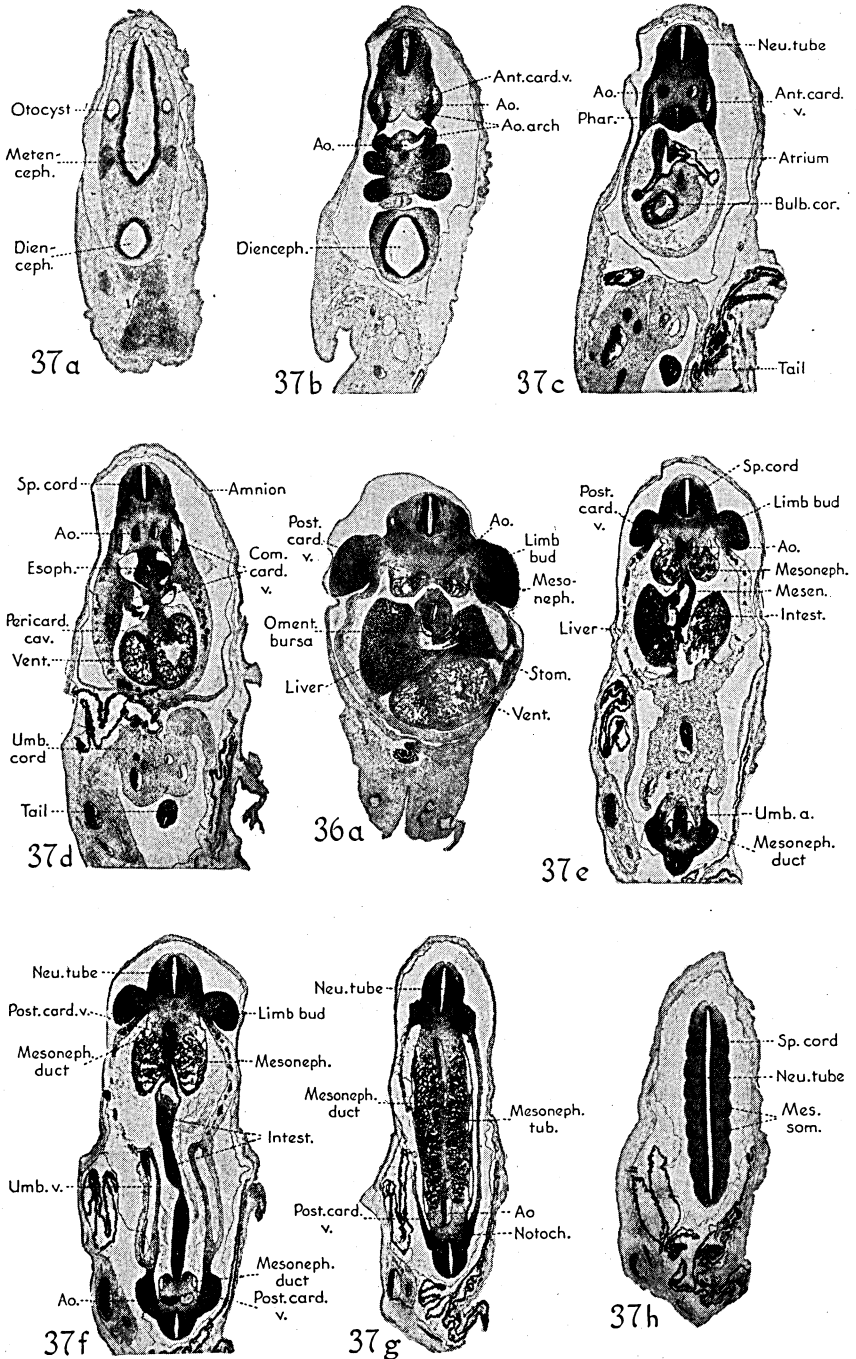 Otocyst
Meten-
ceph.
Dien-
ceph.
37a
Ant.card.v.
Ao.
Ao.arch
Ao.
Dienceph.
37b
Neu.tube
Ao.
Ant.card.
v.
Phar.
Atrium
Bulb.cor.
Tail
37c
Sp.cord
Amnion
Ao.
Com.
card.
v.
Esoph.
Pericard.
cav.
Vent.
Umb.
cord
Tail
37d
Post.
card.
v.
Ao.
Limb
bud
Meso-
neph.
Oment.
bursa
Liver
Stom.
Vent.
36a
Sp.cord
Post.
card.
v.
Limb bud
Ao.
Mesoneph.
Mesen.
Intest.
Liver
Umb.a.
Mesoneph.
duct
37e
Neu.tube
Post.card.v.
Limb bud
Mesoneph.
duct
Mesoneph.
Intest.
Umb.v.
Mesoneph.
duct
Post.card.
v.
Ao.
37f
Neu.tube
Mesoneph.
duct
Mesoneph.
tub.
Post.card.
v.
Ao
Notoch.
37g
Sp.cord
Neu.tube
Mes.
som.
37h